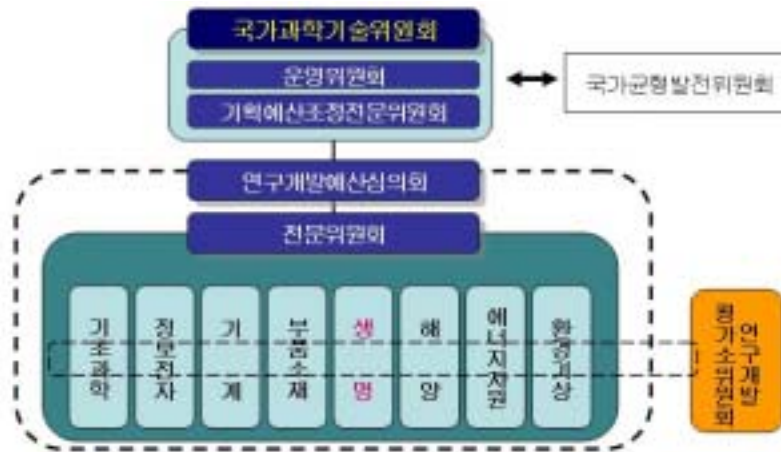 국가과학기술위원회
운영위원회
기획예산조정전문위원회
국가균형발전위원회
연구개발예산심의회
전문위원회
기초과학
정보전자
기계
부품소재
생명
해양
에너지자원
환경기상
연구개발
평가소위원회